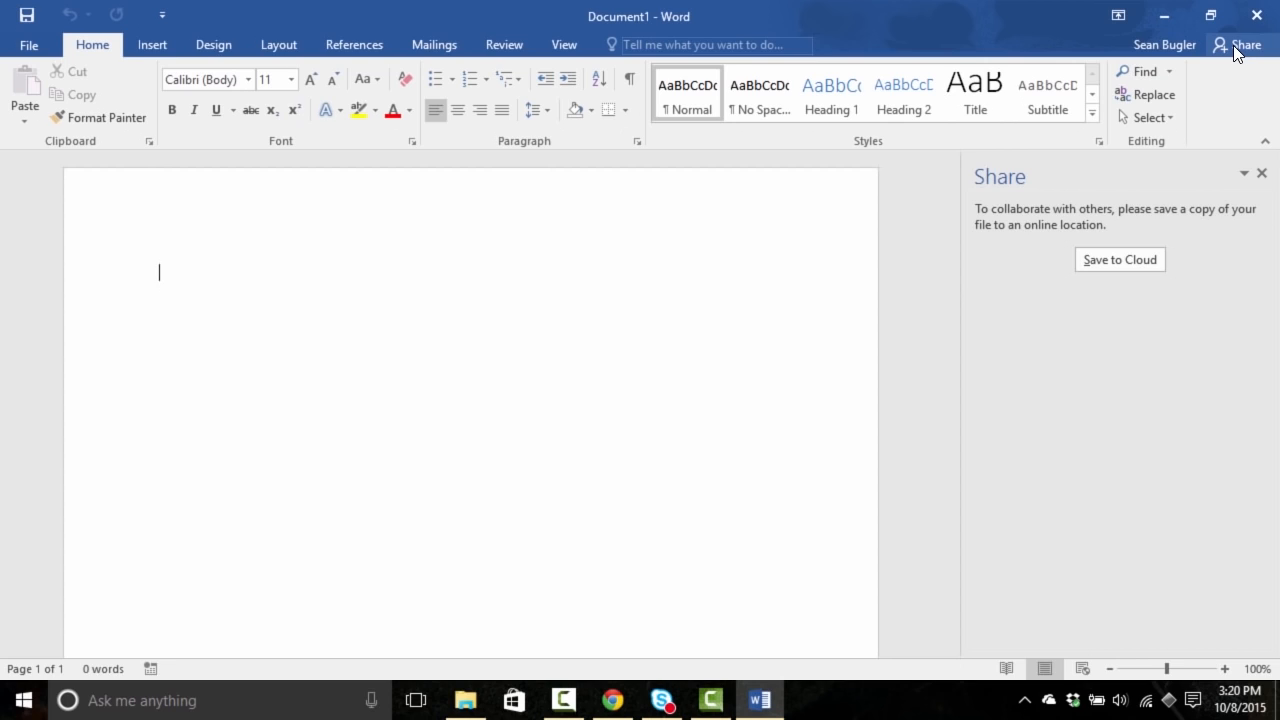 Document1 - Word
File Home Insert Design Layout References Mailings Review View Tell me what you want to do... Sean Bugler Share
Paste
Cut
Copy
Format Painter
Clipboard
Calibri (Body) 11
Font
Paragraph
AaBbCcDc AaBbCcDc AaBbCc AaBbCcD AaB AaBbCcD
¶ Normal ¶ No Spac... Heading 1 Heading 2 Title Subtitle
Styles
Find
Replace
Select
Editing
Share
To collaborate with others, please save a copy of your
file to an online location.
Save to Cloud
Page 1 of 1 0 words 100%
Ask me anything
3:20 PM
10/8/2015